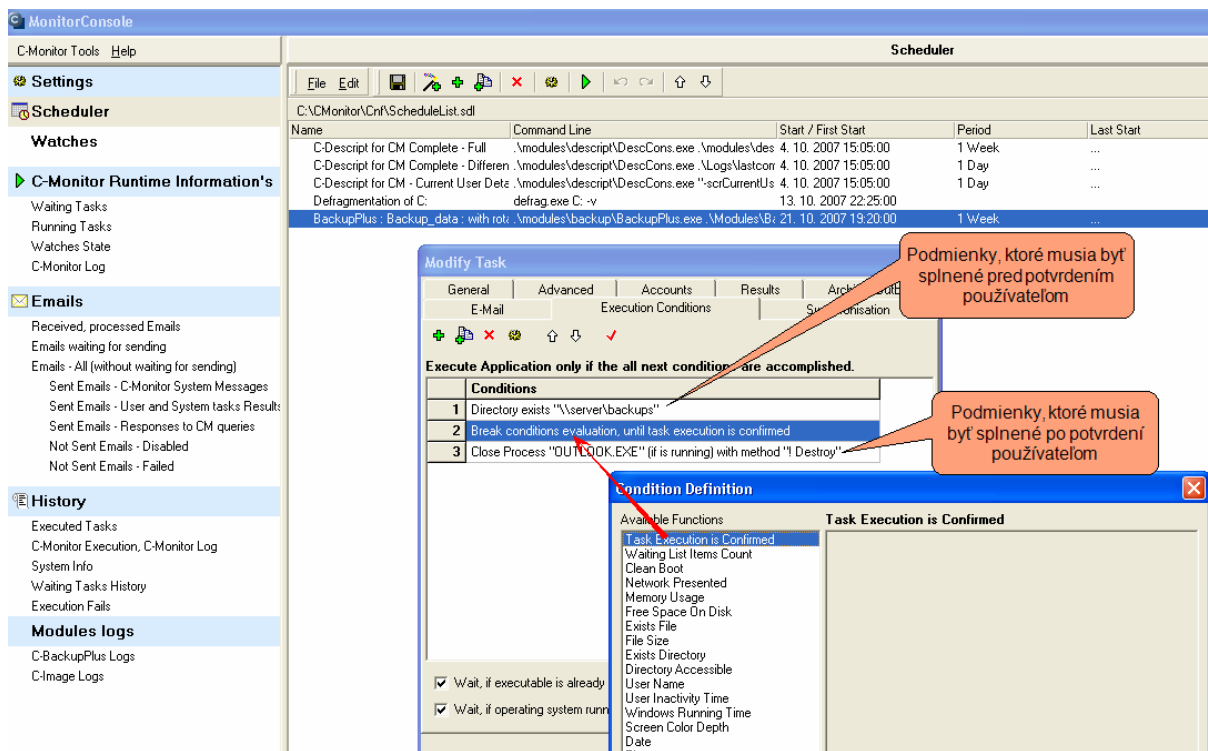 MonitorConsole
C-Monitor Tools Help
Settings
Scheduler
Watches
C-Monitor Runtime Information's
Waiting Tasks
Running Tasks
Watches State
C-Monitor Log
Emails
Received, processed Emails
Emails waiting for sending
Emails - All (without waiting for sending)
Sent Emails - C-Monitor System Messages
Sent Emails - User and System tasks Results
Sent Emails - Responses to CM queries
Not Sent Emails - Disabled
Not Sent Emails - Failed
History
Executed Tasks
C-Monitor Execution, C-Monitor Log
System Info
Waiting Tasks History
Execution Fails
Modules logs
C-BackupPlus Logs
C-Image Logs
Scheduler
File Edit
C:\CMonitor\Cnf\ScheduleList.sdl
Name Command Line Start / First Start Period Last Start
C-Descript for CM Complete - Full .\modules\descript\DescCons.exe .\modules\des 4. 10. 2007 15:05:00 1 Week ...
C-Descript for CM Complete - Differen .\modules\descript\DescCons.exe .\Logs\lastcom 4. 10. 2007 15:05:00 1 Day ...
C-Descript for CM - Current User Deta .\modules\descript\DescCons.exe "-scrCurrentUs 4. 10. 2007 15:05:00 1 Day ...
Defragmentation of C: defrag.exe C: -v 13. 10. 2007 22:25:00
BackupPlus : Backup_data : with rota .\modules\backup\BackupPlus.exe .\Modules\Ba 21. 10. 2007 19:20:00 1 Week ...
Modify Task
General Advanced Accounts Results
E-Mail Execution Conditions
Execute Application only if the all next conditions are accomplished.
Conditions
1 Directory exists "\\server\backups"
2 Break conditions evaluation, until task execution is confirmed
3 Close Process "OUTLOOK.EXE" (if is running) with method "! Destroy"
Wait, if executable is already
Wait, if operating system runn
Podmienky, ktoré musia byť
splnené pred potvrdením
používateľom
Podmienky, ktoré musia
byť splnené po potvrdení
používateľom
Condition Definition
Available Functions
Task Execution is Confirmed
Waiting List Items Count
Clean Boot
Network Presented
Memory Usage
Free Space On Disk
Exists File
File Size
Exists Directory
Directory Accessible
User Name
User Inactivity Time
Windows Running Time
Screen Color Depth
Date
Task Execution is Confirmed